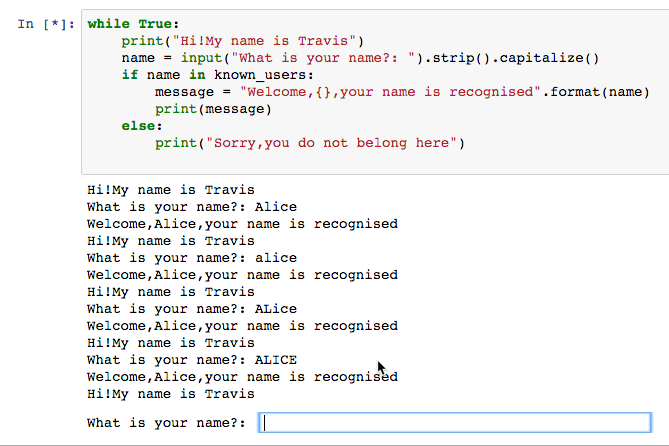 In [*]: while True:
    print("Hi!My name is Travis")
    name = input("What is your name?: ").strip().capitalize()
    if name in known_users:
        message = "Welcome,{},your name is recognised".format(name)
        print(message)
    else:
        print("Sorry,you do not belong here")
Hi!My name is Travis
What is your name?: Alice
Welcome,Alice,your name is recognised
Hi!My name is Travis
What is your name?: alice
Welcome,Alice,your name is recognised
Hi!My name is Travis
What is your name?: ALice
Welcome,Alice,your name is recognised
Hi!My name is Travis
What is your name?: ALICE
Welcome,Alice,your name is recognised
Hi!My name is Travis
What is your name?: